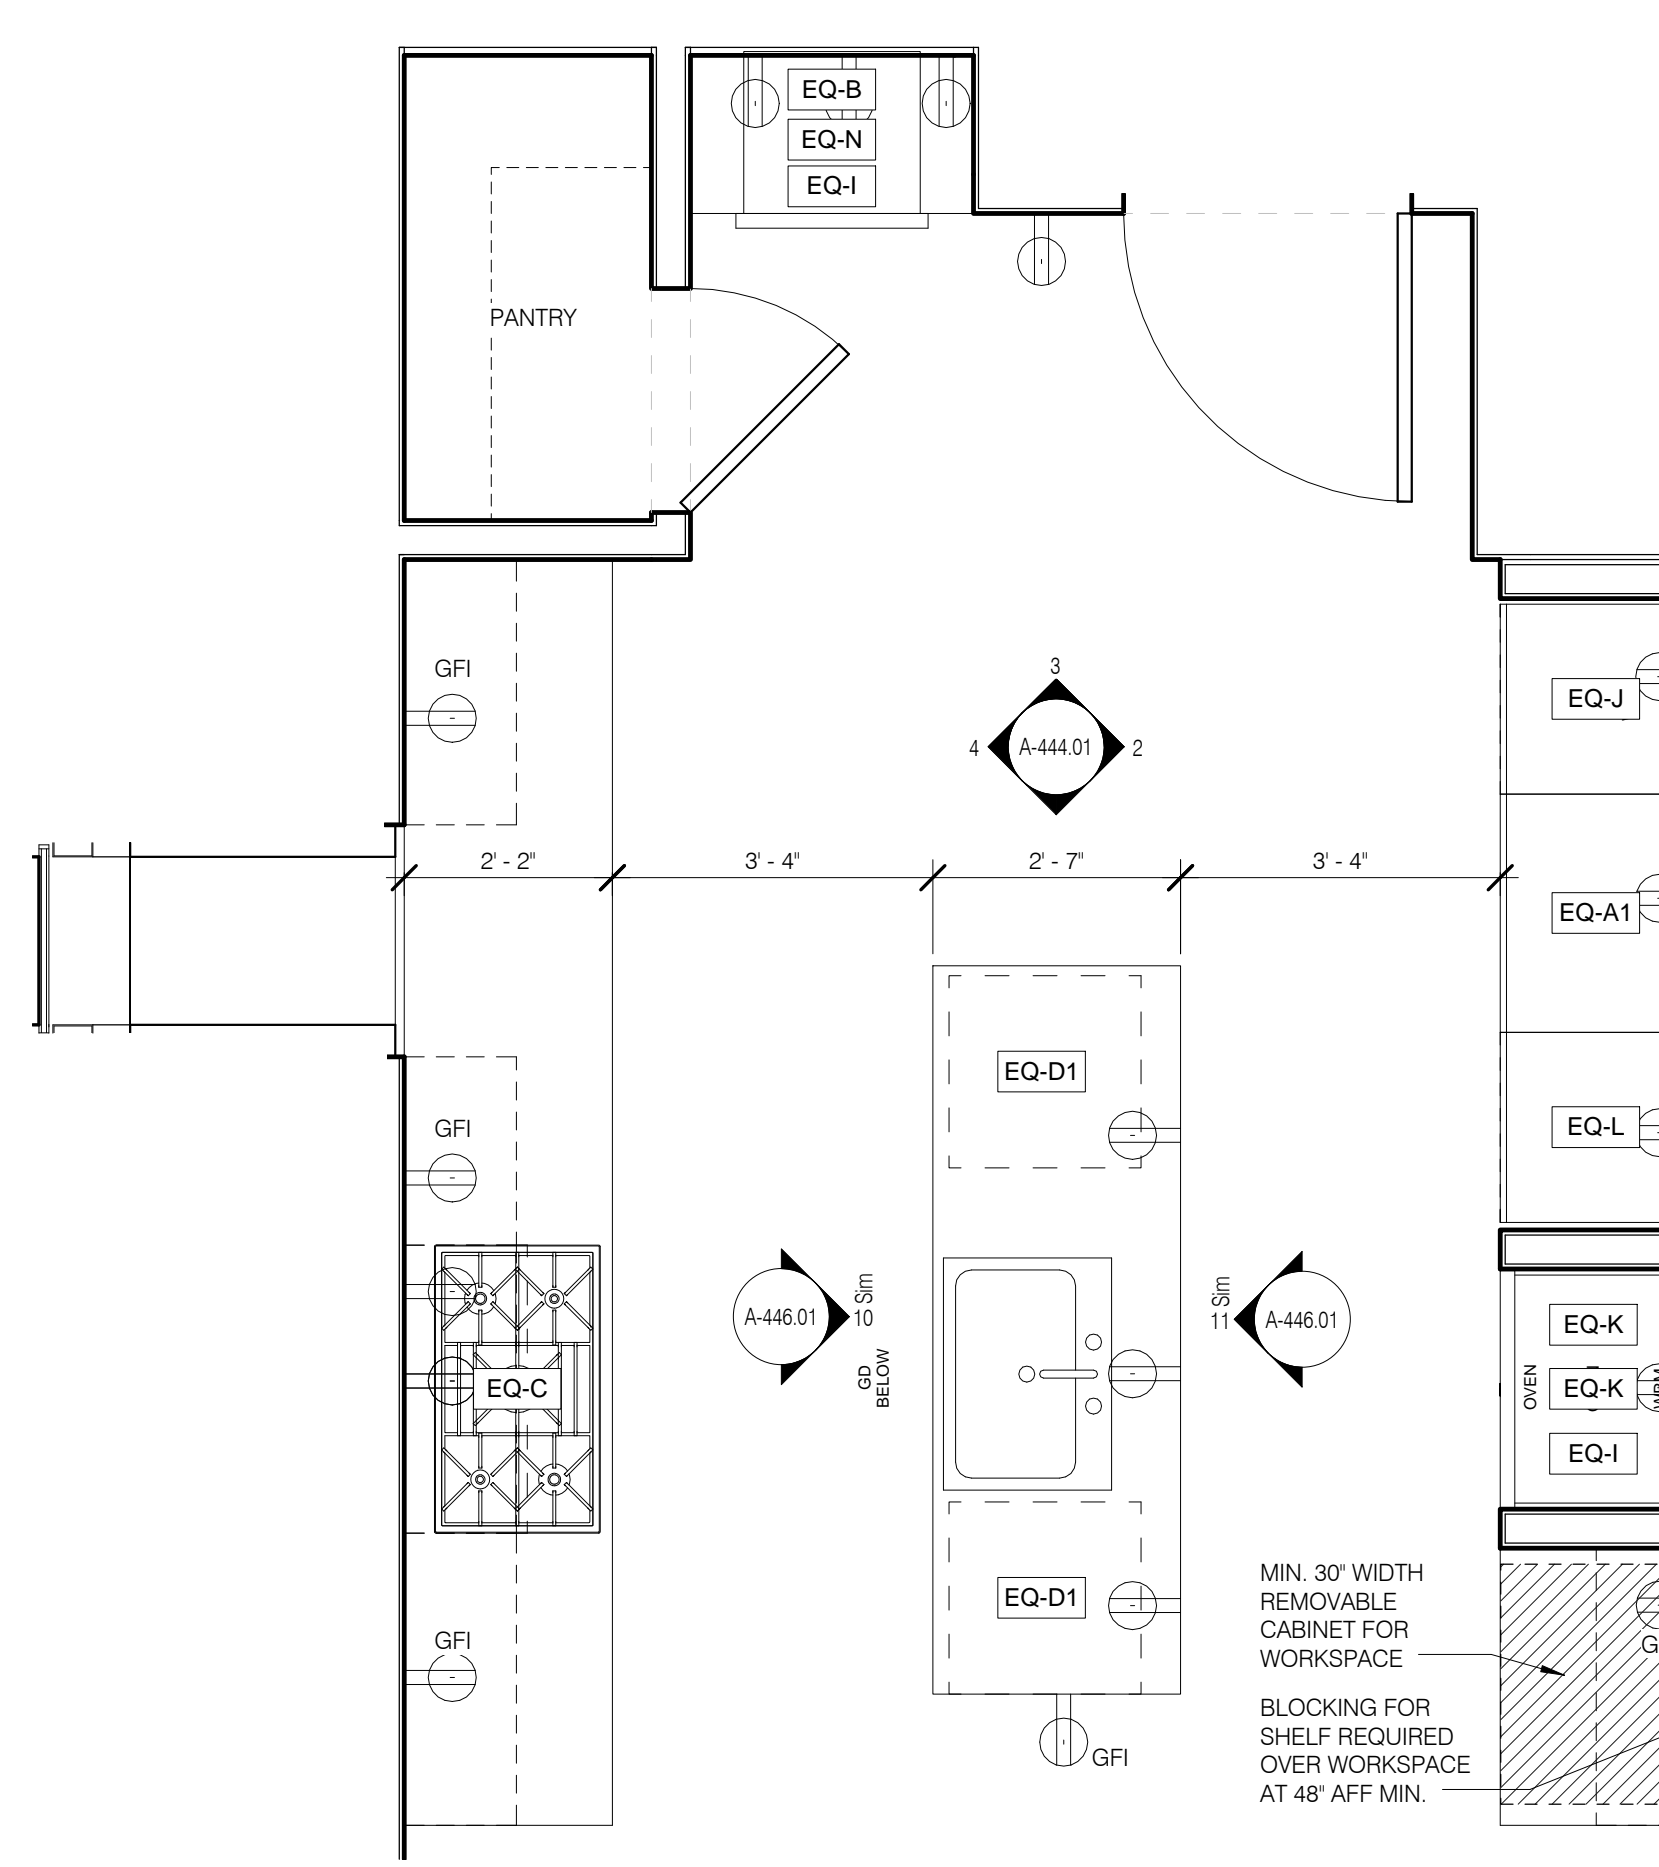 EQ-B
EQ-N
EQ-I
PANTRY
GFI
EQ-J
3
4
A-444.01
2
2' - 2"
3' - 4"
2' - 7"
3' - 4"
EQ-A1
EQ-D1
GFI
EQ-L
A-446.01
10
Sim
11
Sim
A-446.01
GD
BELOW
EQ-C
OVEN
EQ-K
EQ-K
EQ-I
EQ-D1
MIN. 30" WIDTH
REMOVABLE
CABINET FOR
WORKSPACE
GFI
BLOCKING FOR
SHELF REQUIRED
OVER WORKSPACE
AT 48" AFF MIN.
GFI